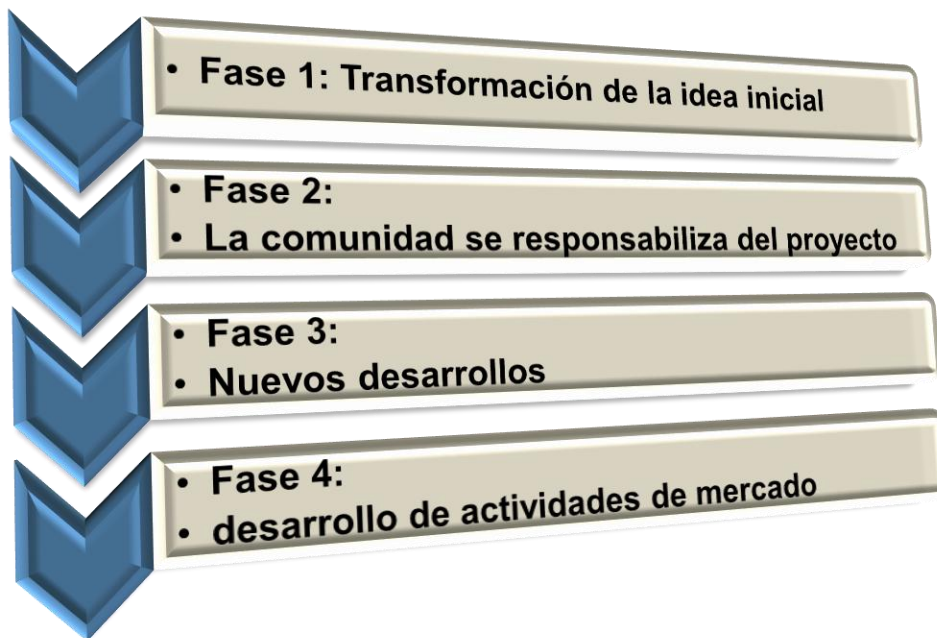 • Fase 1: Transformación de la idea inicial
• Fase 2:
• La comunidad se responsabiliza del proyecto
• Fase 3:
• Nuevos desarrollos
• Fase 4:
• desarrollo de actividades de mercado